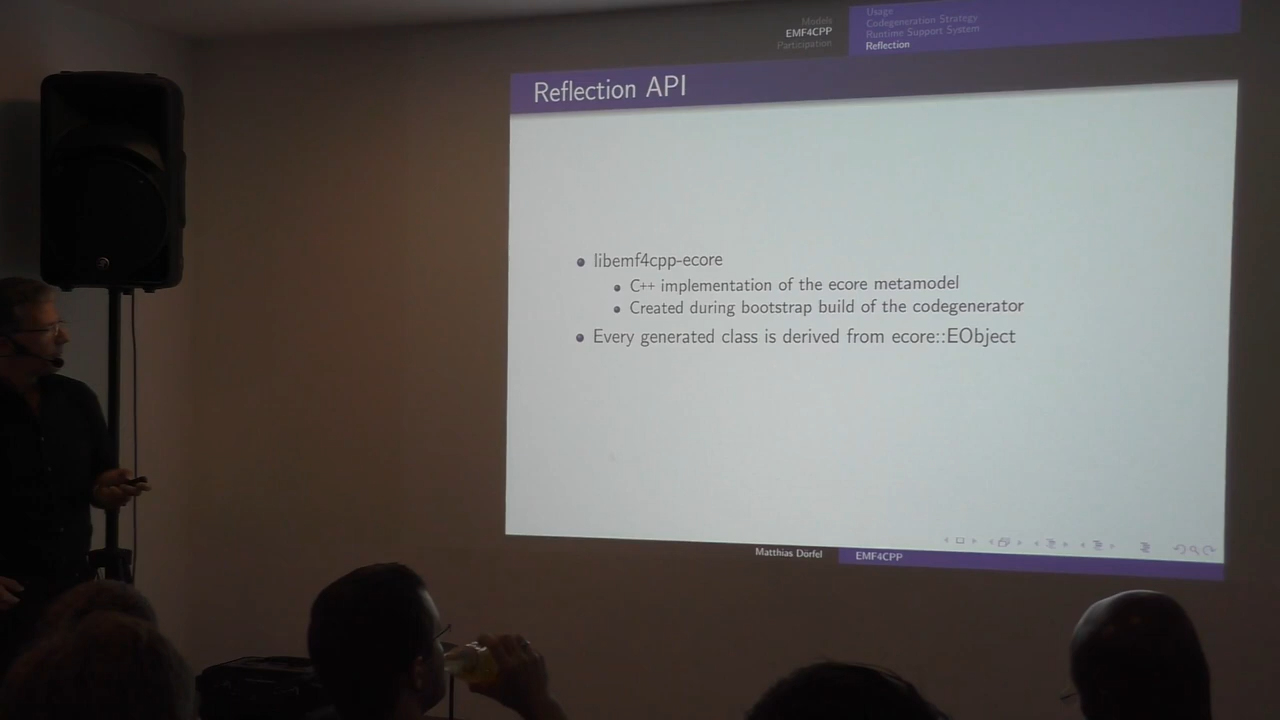 Models
EMF4CPP
Participation
Usage
Codegeneration Strategy
Runtime Support System
Reflection
Reflection API
libemf4cpp-ecore
C++ implementation of the ecore metamodel
Created during bootstrap build of the codegenerator
Every generated class is derived from ecore::EObject
Matthias Dörfel
EMF4CPP